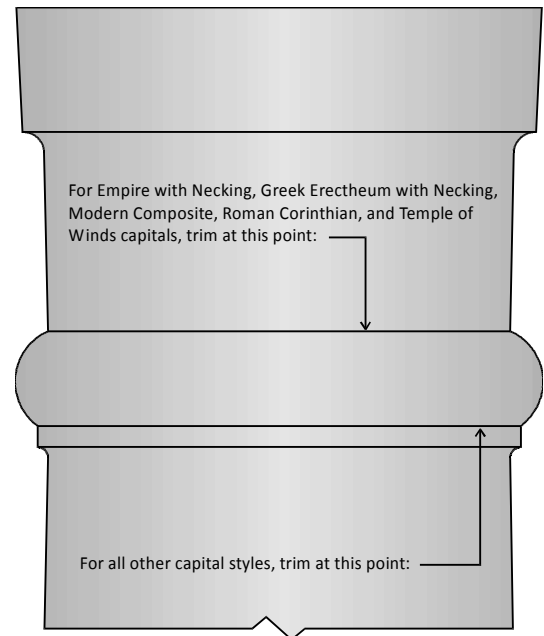 For Empire with Necking, Greek Erectheum with Necking,
Modern Composite, Roman Corinthian, and Temple of
Winds capitals, trim at this point:
For all other capital styles, trim at this point: